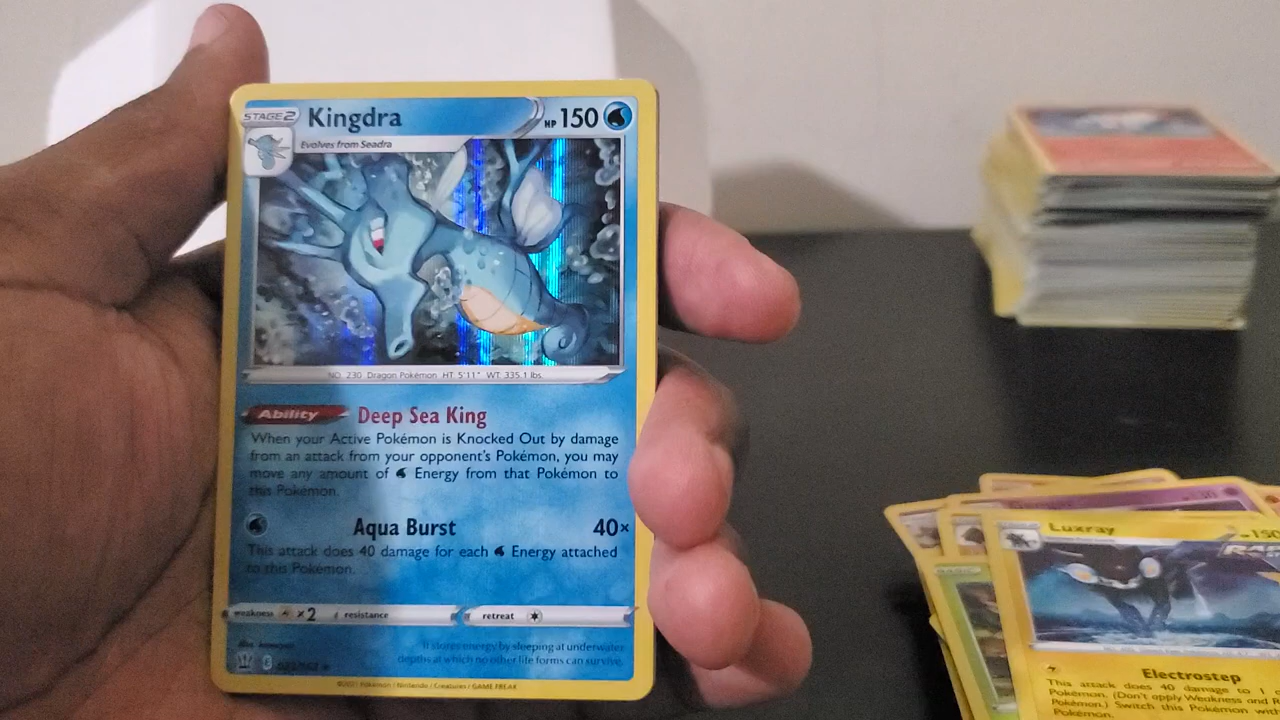 STAGE 2 Kingdra HP 150
Evolves from Seadra
NO. 230 Dragon Pokémon HT: 5'11" WT: 335.1 lbs.
Ability Deep Sea King
When your Active Pokémon is Knocked Out by damage
from an attack from your opponent's Pokémon, you may
move any amount of Energy from that Pokémon to
this Pokémon.
Aqua Burst 40×
This attack does 40 damage for each Energy attached
to this Pokémon.
weakness ×2 resistance retreat
It stores energy by sleeping at underwater
depths at which no other life forms can survive.
©2021 Pokémon / Nintendo / Creatures / GAME FREAK
Luxray 150
Electrostep
This attack does 40 damage to 1
Pokémon. (Don't apply Weakness and
Pokémon.) Switch this Pokémon with
Pokémon.